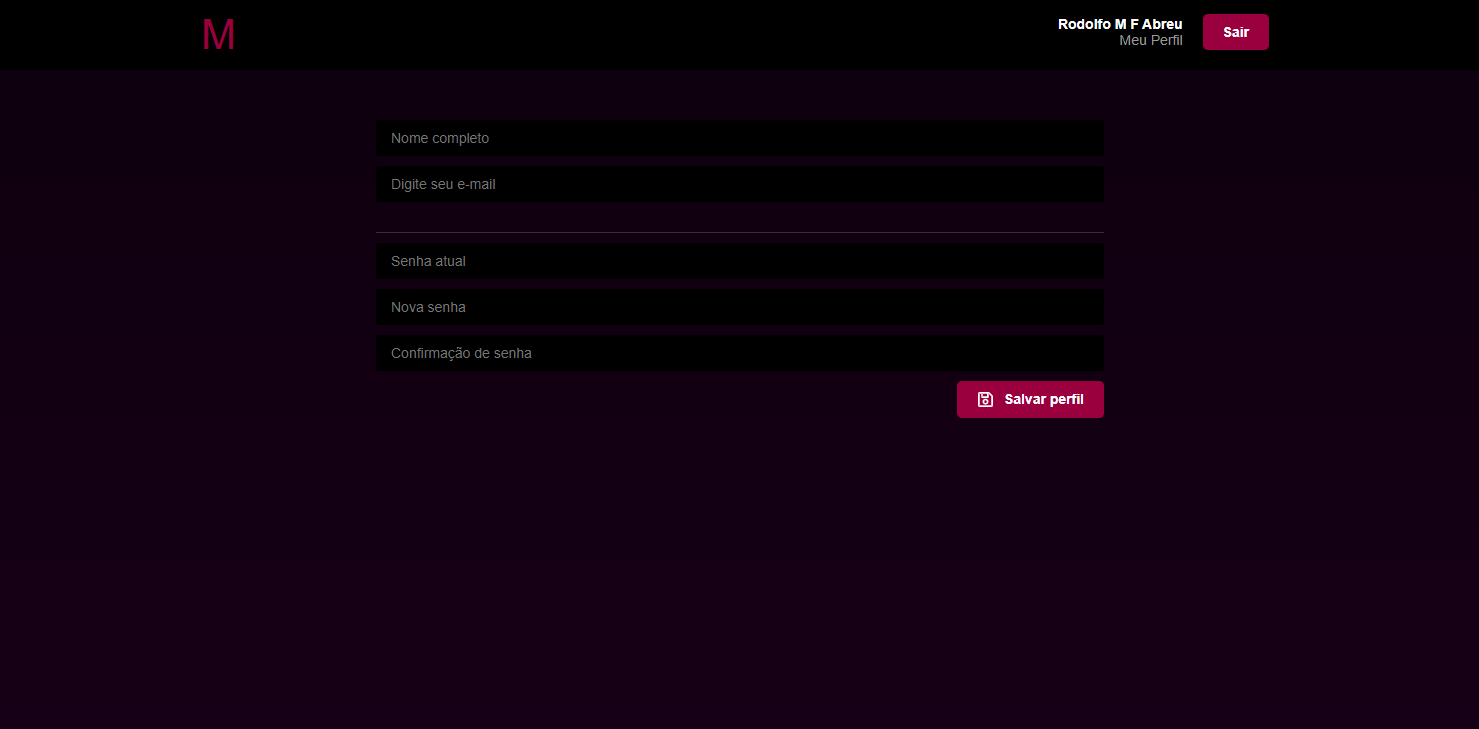 M
Rodolfo M F Abreu
Meu Perfil
Sair
Nome completo
Digite seu e-mail
Senha atual
Nova senha
Confirmação de senha
Salvar perfil